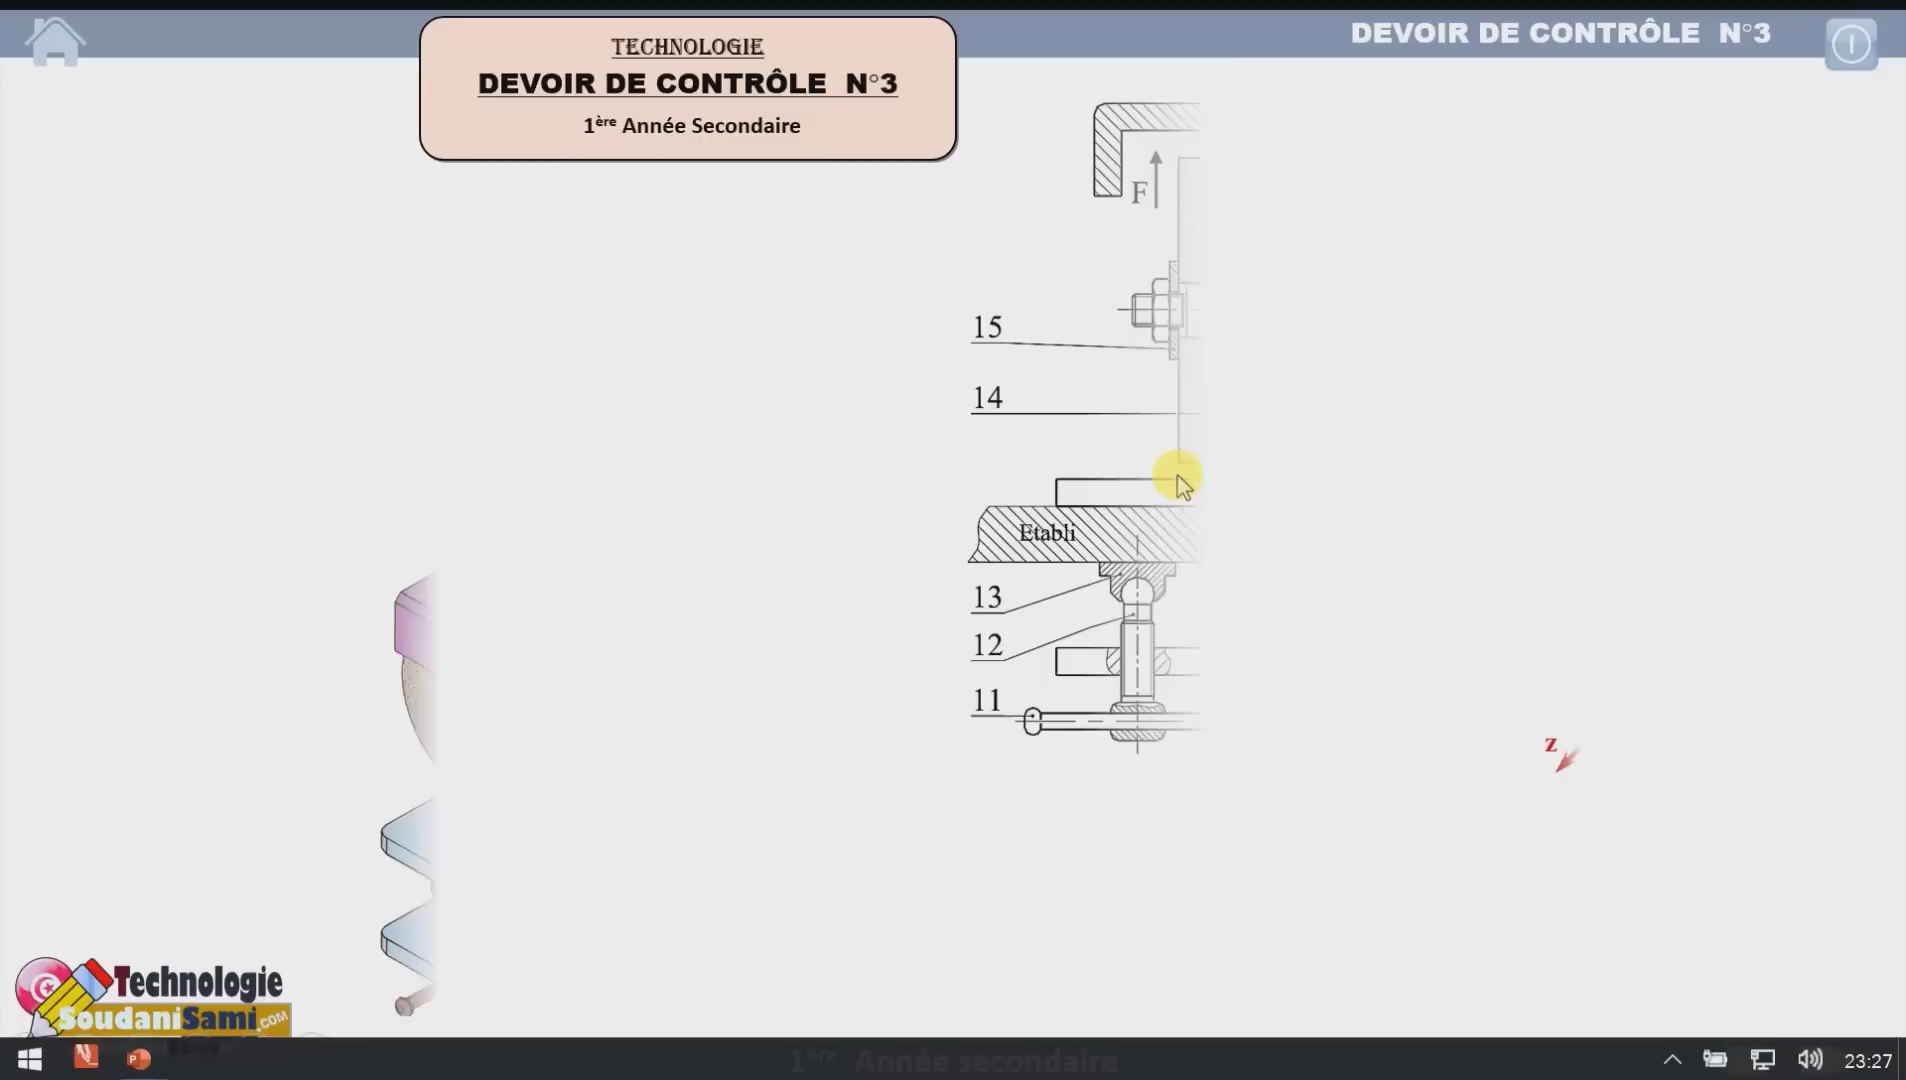 DEVOIR DE CONTRÔLE N°3
TECHNOLOGIE
DEVOIR DE CONTRÔLE N°3
1ère Année Secondaire
F
15
14
Etabli
13
12
11
z
Technologie
SoudaniSami.COM
1ère Année secondaire
23:27